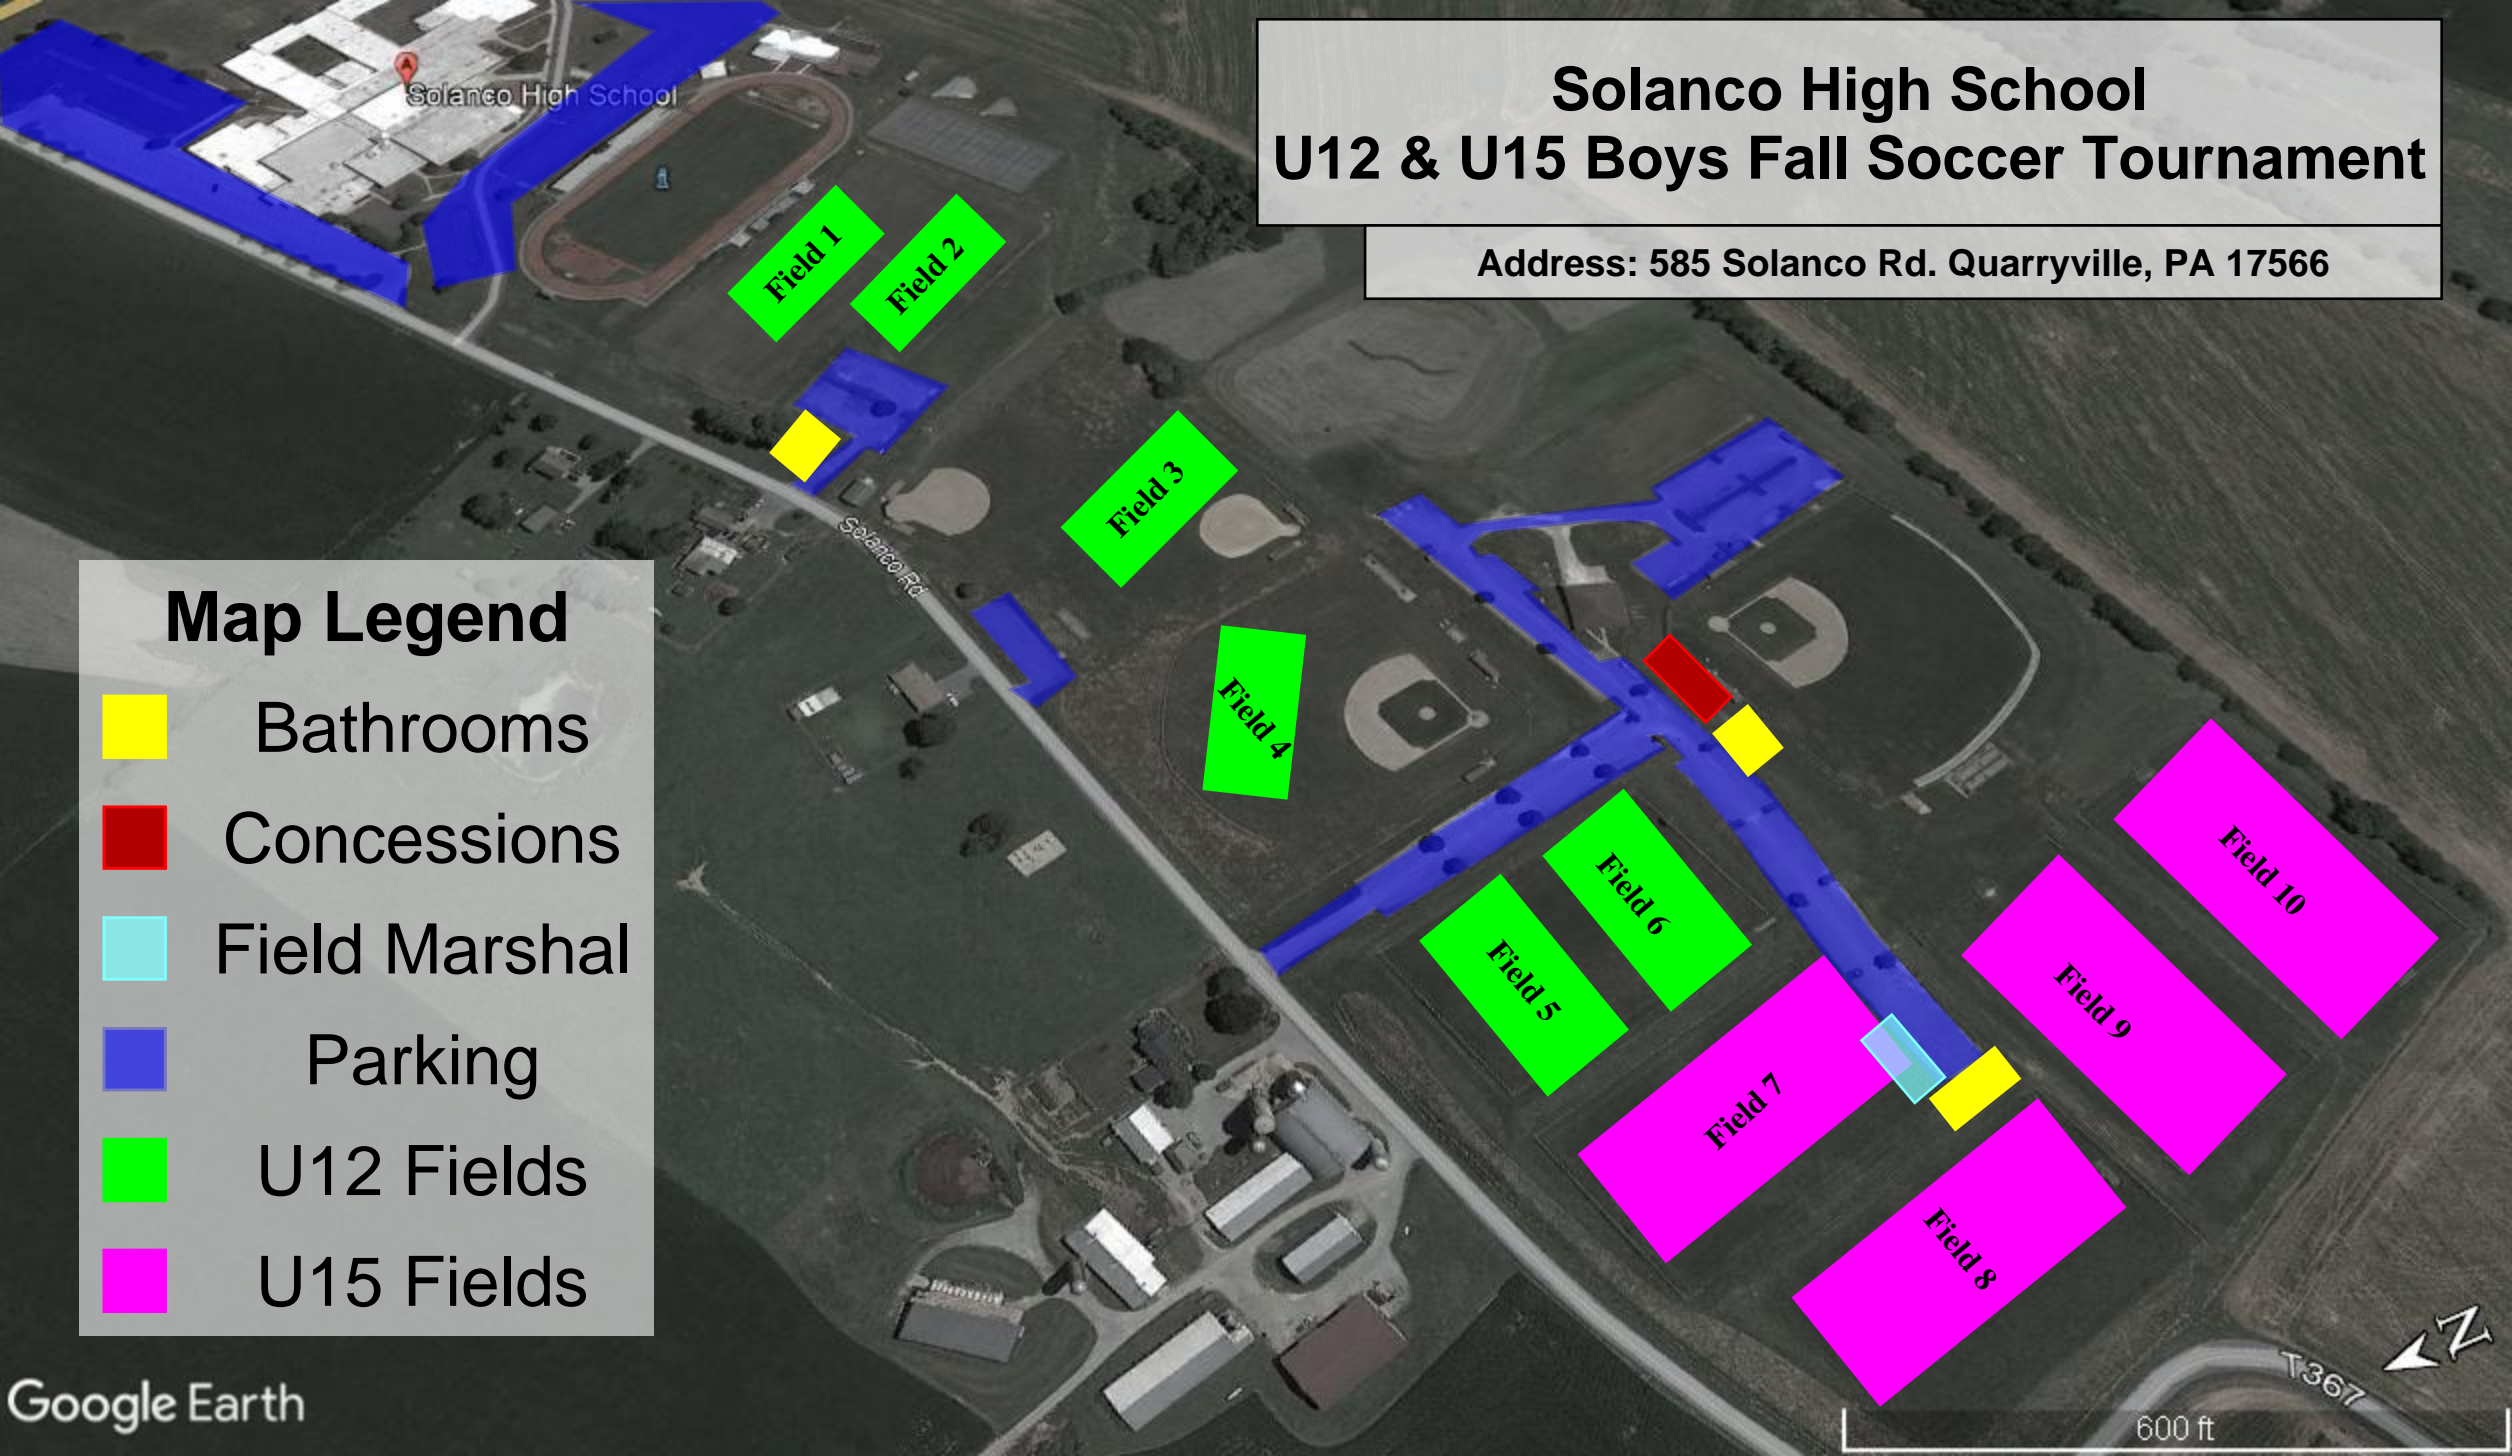 Solanco High School
U12 & U15 Boys Fall Soccer Tournament
Address: 585 Solanco Rd. Quarryville, PA 17566
A
Solanco High School
Field 1
Field 2
Field 3
Solanco Rd
Field 4
Field 5
Field 6
Field 7
Field 8
Field 9
Field 10
Map Legend
Bathrooms
Concessions
Field Marshal
Parking
U12 Fields
U15 Fields
Google Earth
N
T367
600 ft